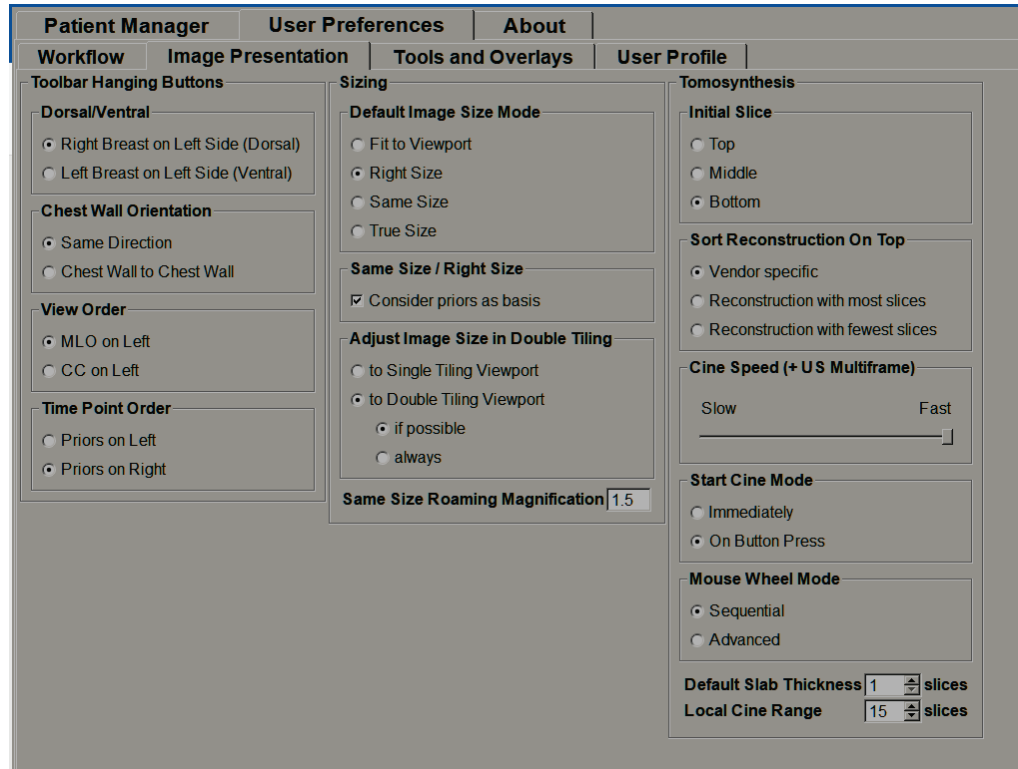 Patient Manager
User Preferences
About
Workflow
Image Presentation
Tools and Overlays
User Profile
Toolbar Hanging Buttons
Dorsal/Ventral
Right Breast on Left Side (Dorsal)
Left Breast on Left Side (Ventral)
Chest Wall Orientation
Same Direction
Chest Wall to Chest Wall
View Order
MLO on Left
CC on Left
Time Point Order
Priors on Left
Priors on Right
Sizing
Default Image Size Mode
Fit to Viewport
Right Size
Same Size
True Size
Same Size / Right Size
Consider priors as basis
Adjust Image Size in Double Tiling
to Single Tiling Viewport
to Double Tiling Viewport
if possible
always
Same Size Roaming Magnification 1.5
Tomosynthesis
Initial Slice
Top
Middle
Bottom
Sort Reconstruction On Top
Vendor specific
Reconstruction with most slices
Reconstruction with fewest slices
Cine Speed (+ US Multiframe)
Slow Fast
Start Cine Mode
Immediately
On Button Press
Mouse Wheel Mode
Sequential
Advanced
Default Slab Thickness 1 slices
Local Cine Range 15 slices